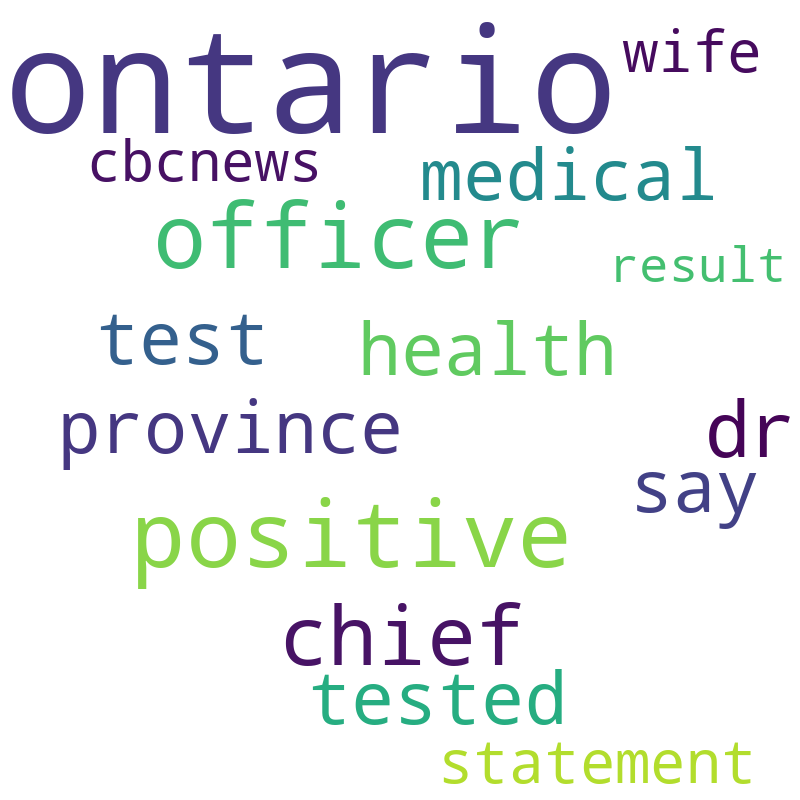 ontario wife
cbcnews medical
officer result
test health
province dr
say
positive
chief
tested
statement